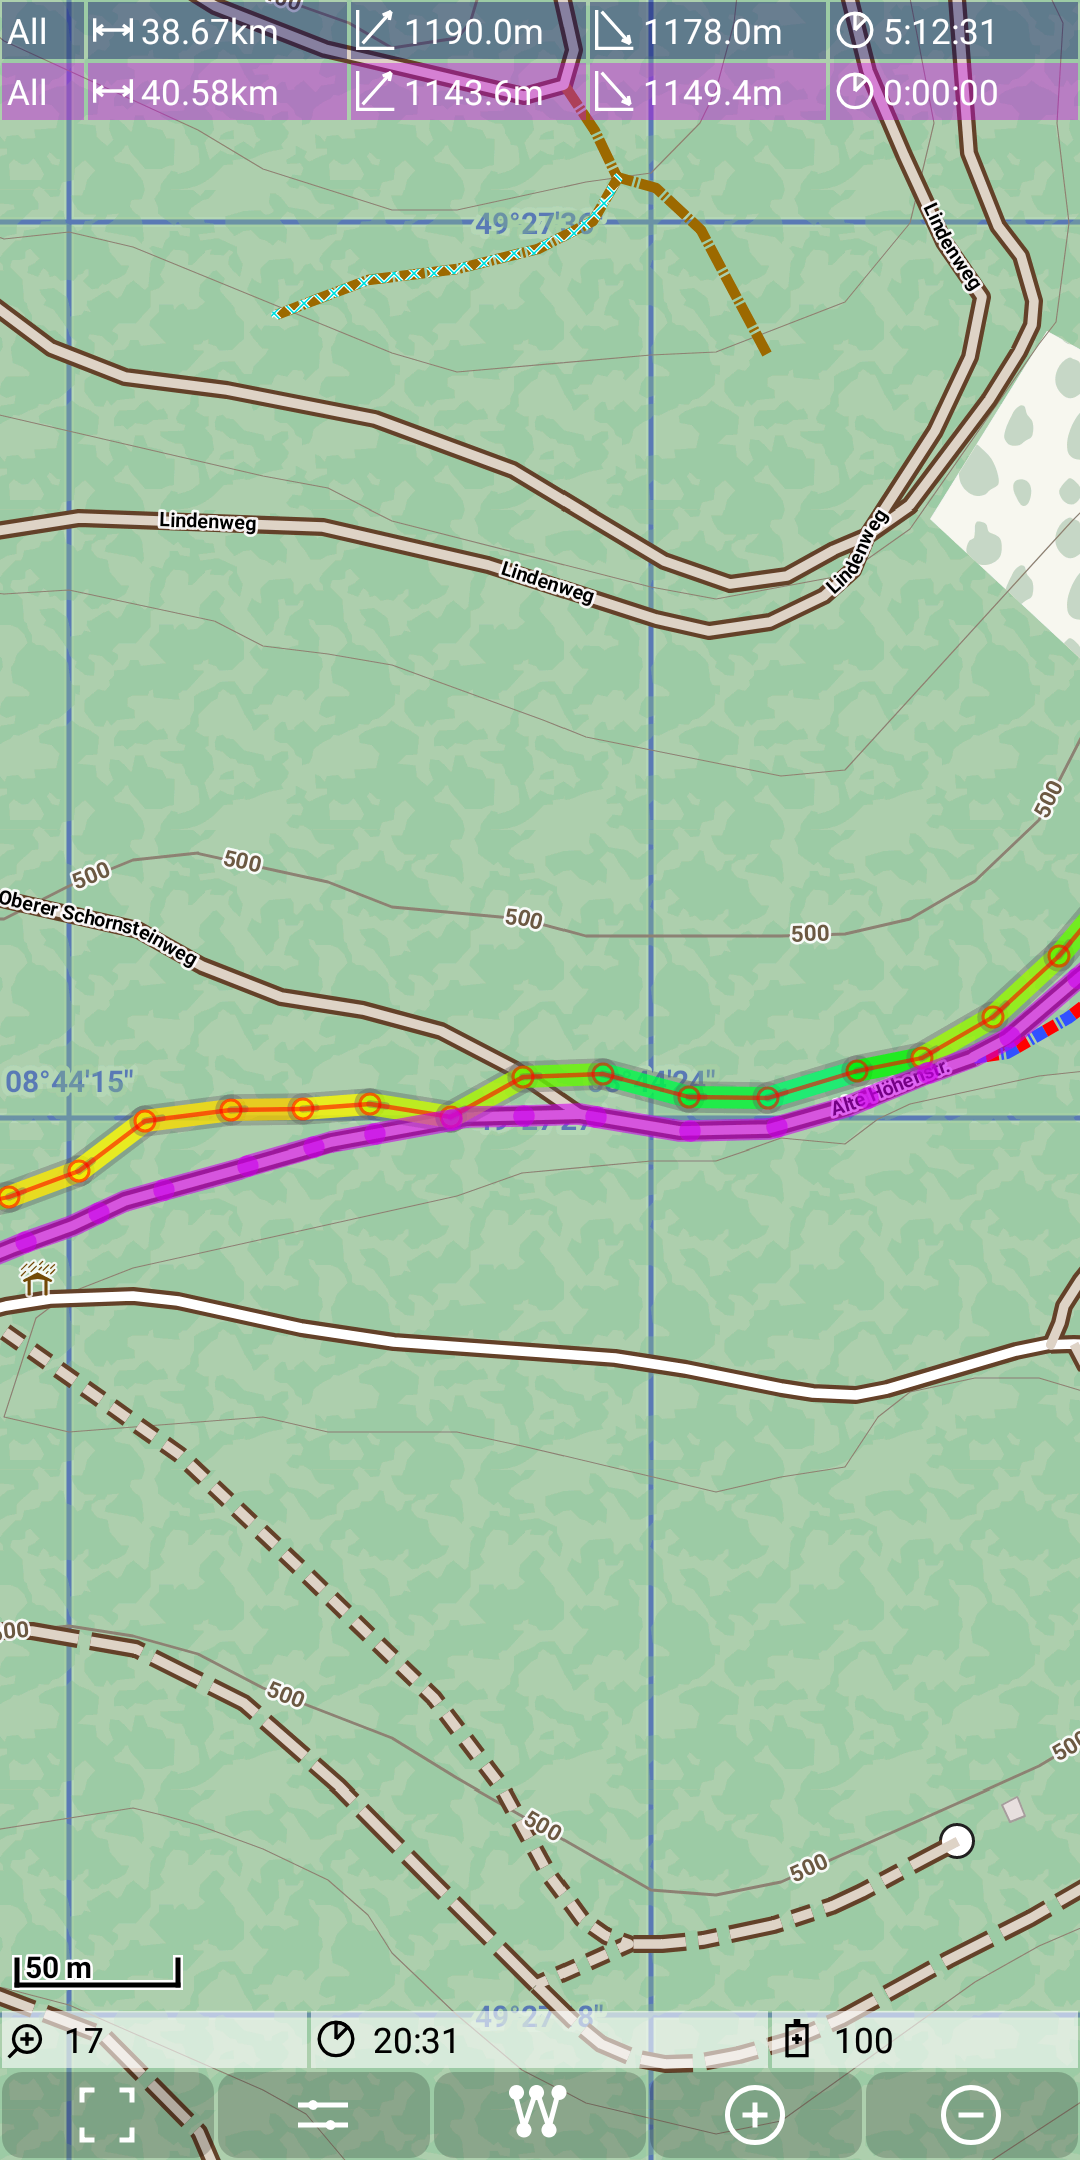 All 38.67km 1190.0m 1178.0m 5:12:31
All 40.58km 1143.6m 1149.4m 0:00:00
Lindenweg
Lindenweg
Lindenweg
Lindenweg
500
500
500
500
500
Oberer Schornsteinweg
08°44'15"
Alte Höhenstr.
500
500
500
500
50 m
17 20:31 100